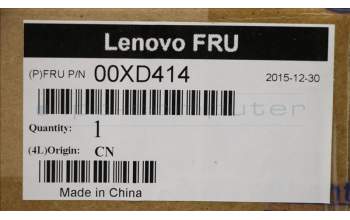 Lenovo FRU
(P)FRU P/N 00XD414 2015-12-30
Quantity: 1
(4L)Origin: CN
Made in China